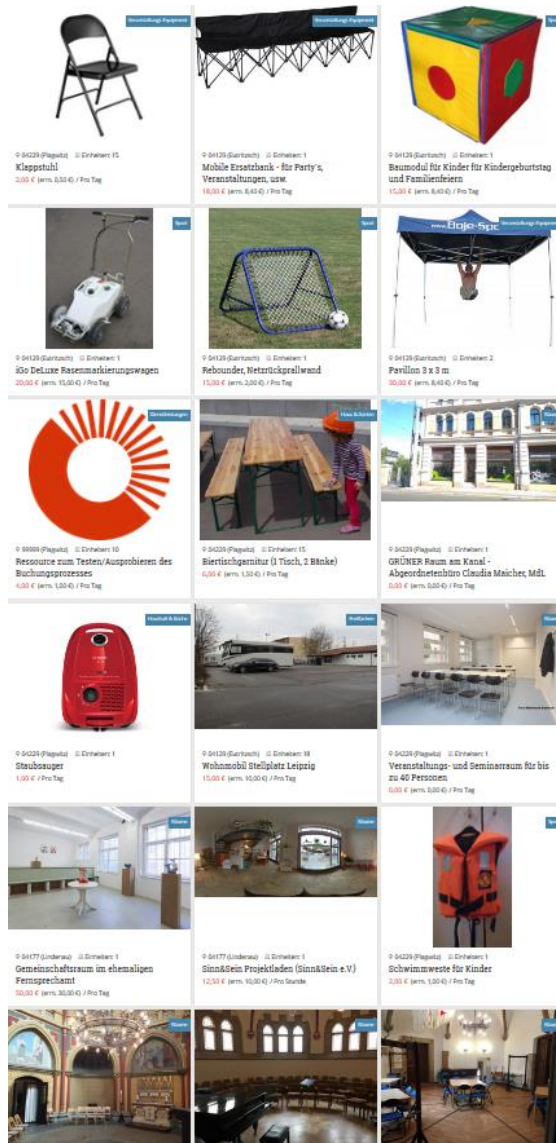 Veranstaltungs-Equipment
04229 (Plagwitz) Einheiten: 15
Klappstuhl
2,00 € (erm. 0,50 €) / Pro Tag
Veranstaltungs-Equipment
04129 (Eutritzsch) Einheiten: 1
Mobile Ersatzbank - für Party's,
Veranstaltungen, usw.
18,00 € (erm. 8,40 €) / Pro Tag
Veranstaltungs-Equipment
04129 (Eutritzsch) Einheiten: 1
Baumodul für Kinder für Kindergeburtstag
und Familienfeiern
15,00 € (erm. 8,40 €) / Pro Tag
Sport
04129 (Eutritzsch) Einheiten: 1
iGo DeLuxe Rasenmarkierungswagen
20,00 € (erm. 15,00 €) / Pro Tag
Sport
04129 (Eutritzsch) Einheiten: 1
Rebounder, Netzrückprallwand
15,00 € (erm. 2,00 €) / Pro Tag
Veranstaltungs-Equipment
04129 (Eutritzsch) Einheiten: 2
Pavillon 3 x 3 m
30,00 € (erm. 8,40 €) / Pro Tag
Dienstleistungen
99999 (Plagwitz) Einheiten: 10
Ressource zum Testen/Ausprobieren des
Buchungsprozesses
4,00 € (erm. 1,00 €) / Pro Tag
Haus & Garten
04229 (Plagwitz) Einheiten: 15
Biertischgarnitur (1 Tisch, 2 Bänke)
6,00 € (erm. 1,50 €) / Pro Tag
04229 (Plagwitz) Einheiten: 1
GRÜNER Raum am Kanal -
Abgeordnetenbüro Claudia Maicher, MdL
0,00 € (erm. 0,00 €) / Pro Tag
Haushalt & Küche
04229 (Plagwitz) Einheiten: 1
Staubsauger
1,00 € / Pro Tag
Freiflächen
04129 (Eutritzsch) Einheiten: 18
Wohnmobil Stellplatz Leipzig
15,00 € (erm. 10,00 €) / Pro Tag
04229 (Plagwitz) Einheiten: 1
Veranstaltungs- und Seminarraum für bis
zu 40 Personen
0,00 € (erm. 0,00 €) / Pro Tag
Räume
04177 (Lindenau) Einheiten: 1
Gemeinschaftsraum im ehemaligen
Fernsprechamt
50,00 € (erm. 30,00 €) / Pro Tag
Räume
04177 (Lindenau) Einheiten: 1
Sinn&Sein Projektladen (Sinn&Sein e.V.)
12,50 € (erm. 10,00 €) / Pro Stunde
04229 (Plagwitz) Einheiten: 1
Schwimmweste für Kinder
2,00 € (erm. 1,00 €) / Pro Tag
Räume
Räume
Räume